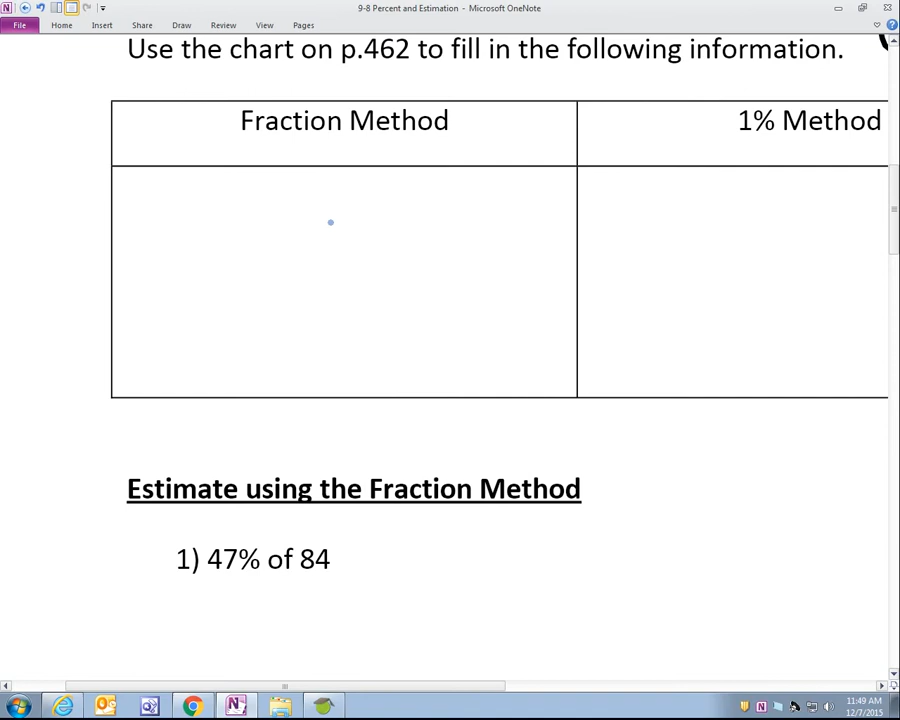 9-8 Percent and Estimation - Microsoft OneNote
File Home Insert Share Draw Review View Pages
Use the chart on p.462 to fill in the following information.
Fraction Method 1% Method
Estimate using the Fraction Method
1) 47% of 84
11:49 AM
12/7/2015